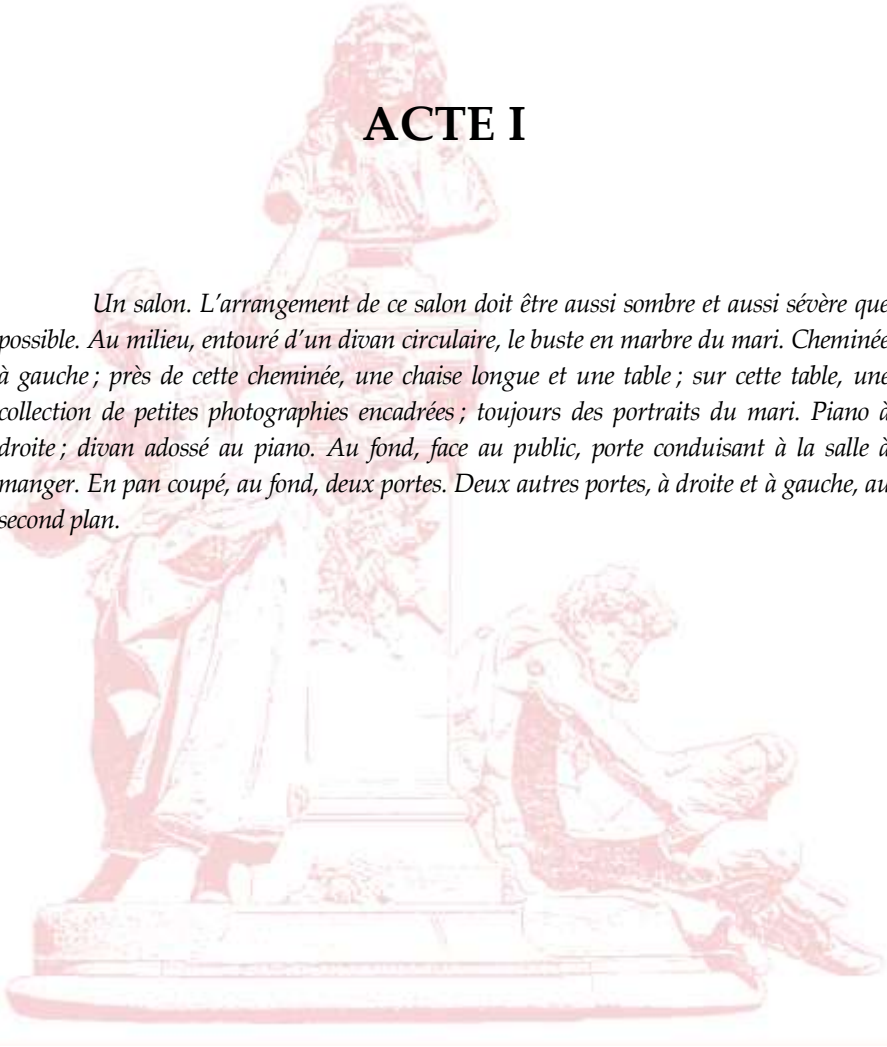 ACTE I
Un salon. L’arrangement de ce salon doit être aussi sombre et aussi sévère que
possible. Au milieu, entouré d’un divan circulaire, le buste en marbre du mari. Cheminée
à gauche ; près de cette cheminée, une chaise longue et une table ; sur cette table, une
collection de petites photographies encadrées ; toujours des portraits du mari. Piano à
droite ; divan adossé au piano. Au fond, face au public, porte conduisant à la salle à
manger. En pan coupé, au fond, deux portes. Deux autres portes, à droite et à gauche, au
second plan.